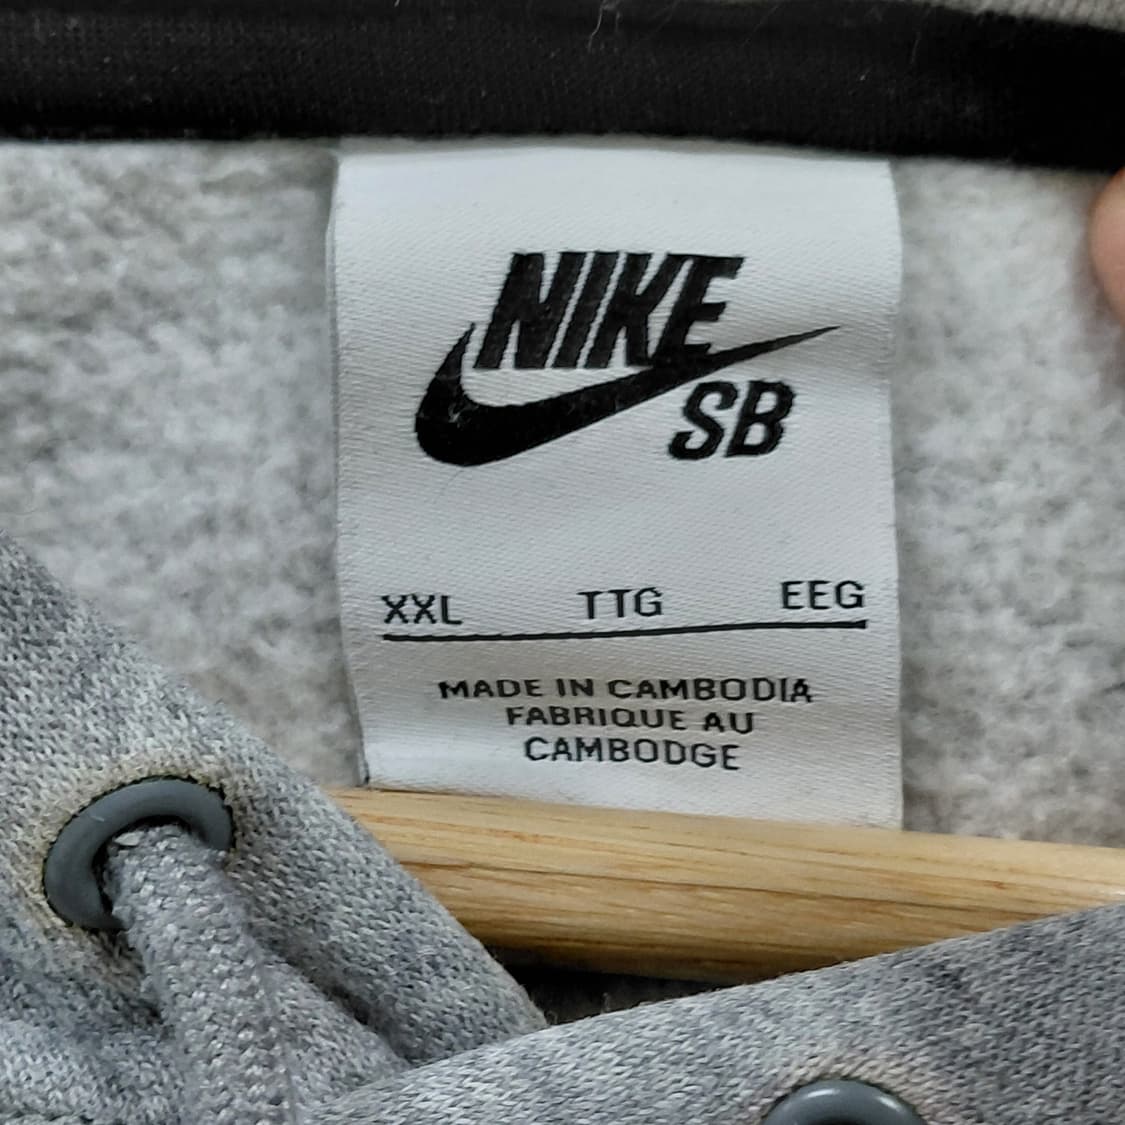 NIKE
SB
XXL TTG EEG
MADE IN CAMBODIA
FABRIQUE AU
CAMBODGE